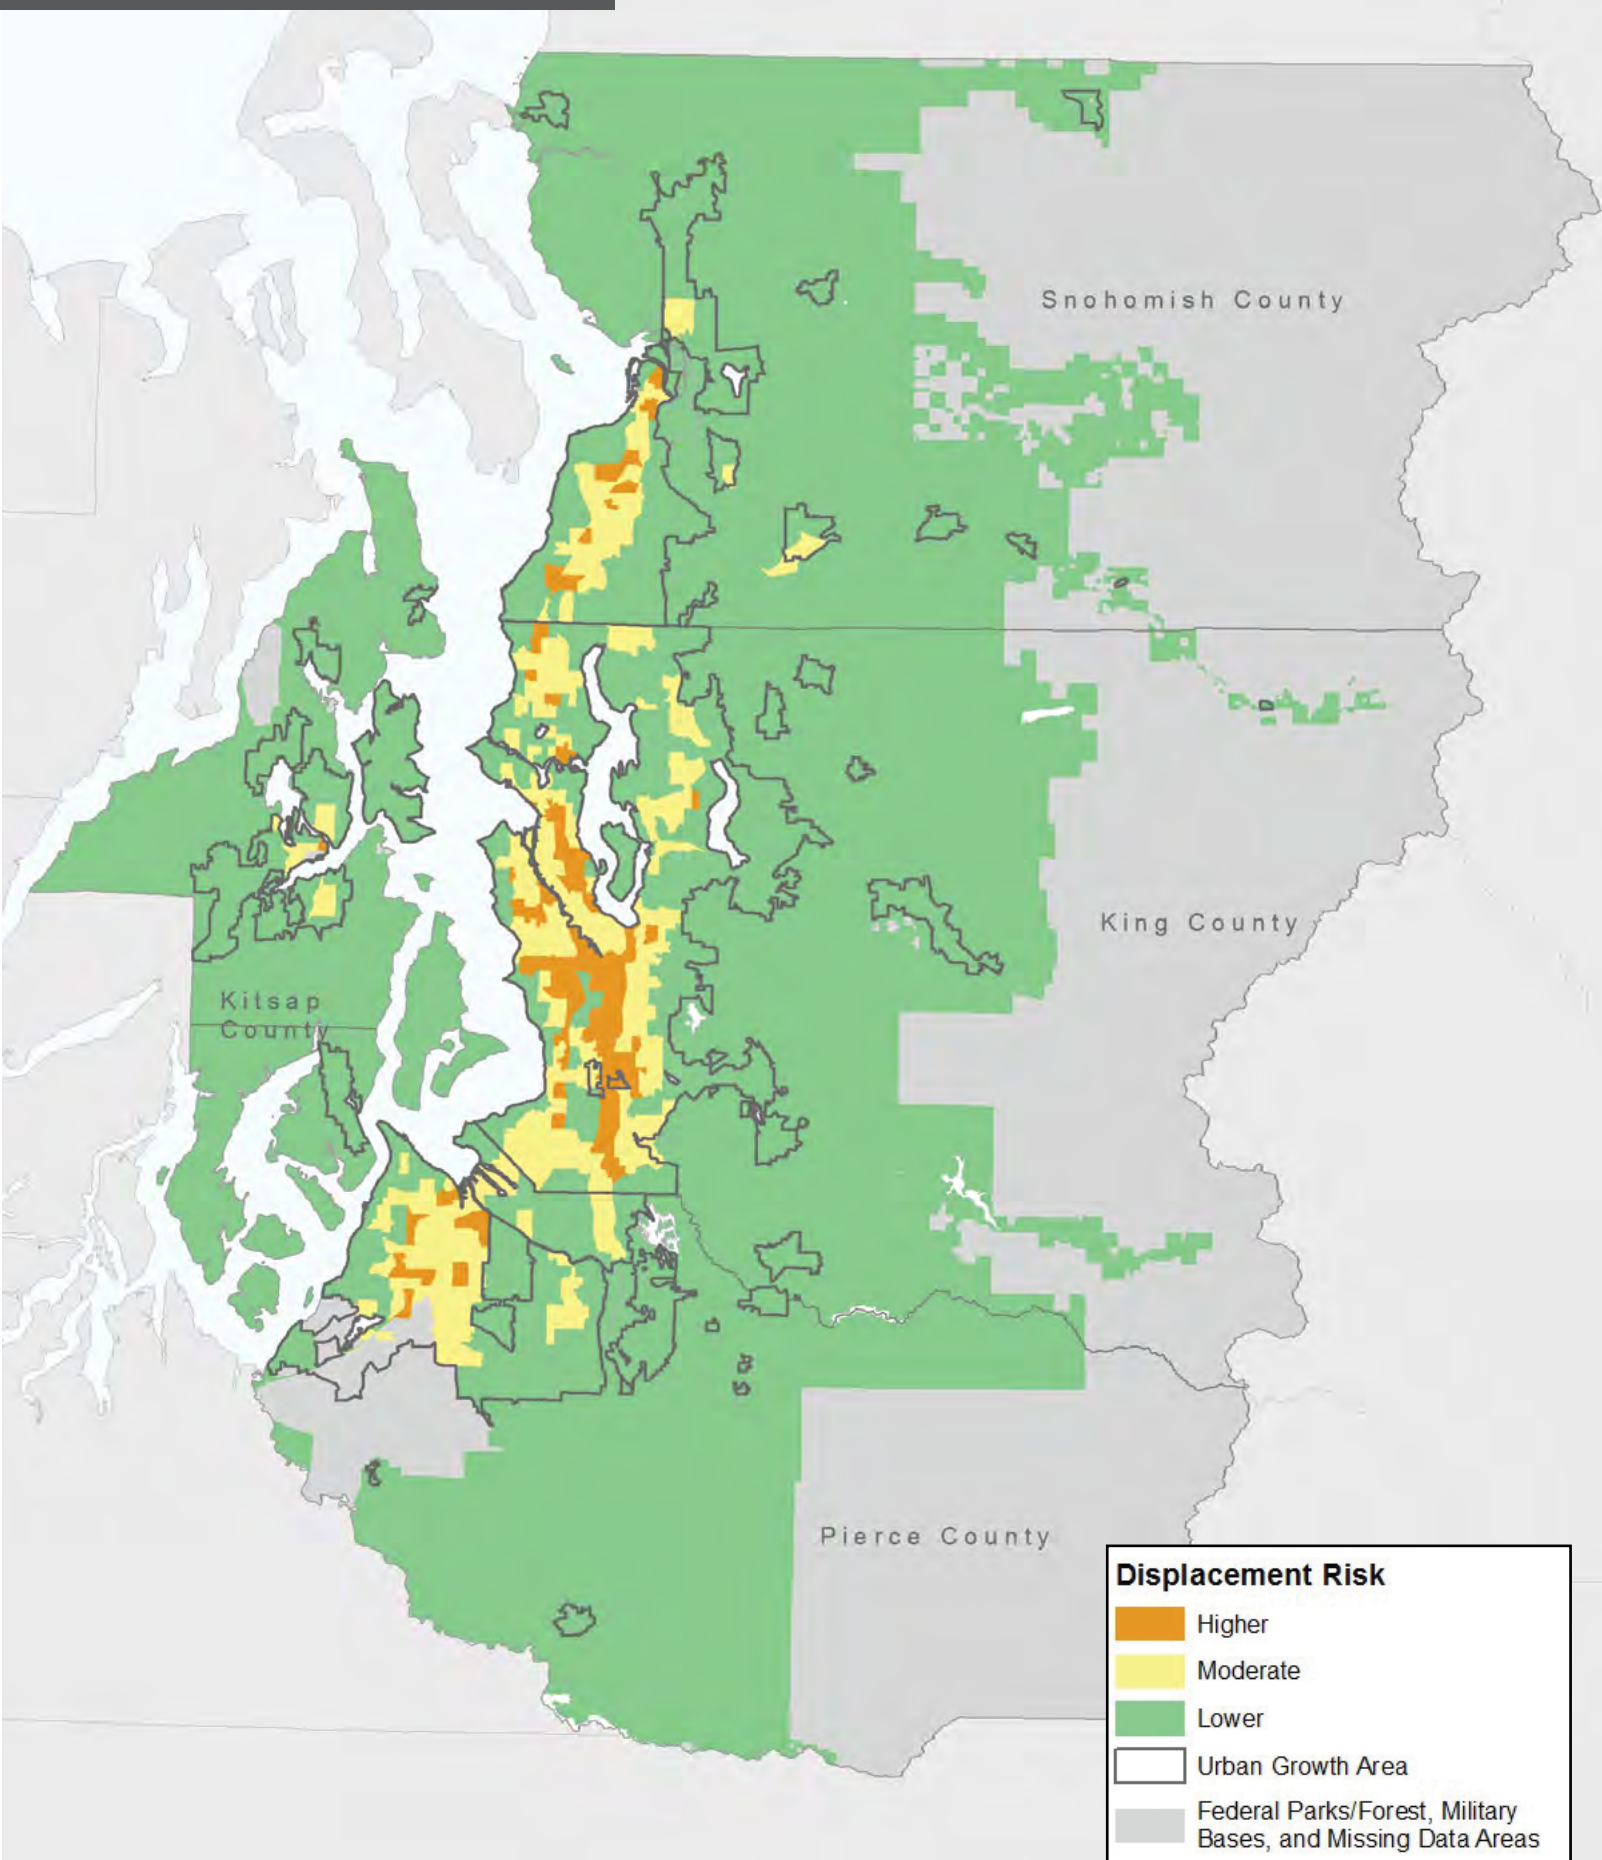 Snohomish County
King County
Kitsap
County
Pierce County
Displacement Risk
Higher
Moderate
Lower
Urban Growth Area
Federal Parks/Forest, Military
Bases, and Missing Data Areas